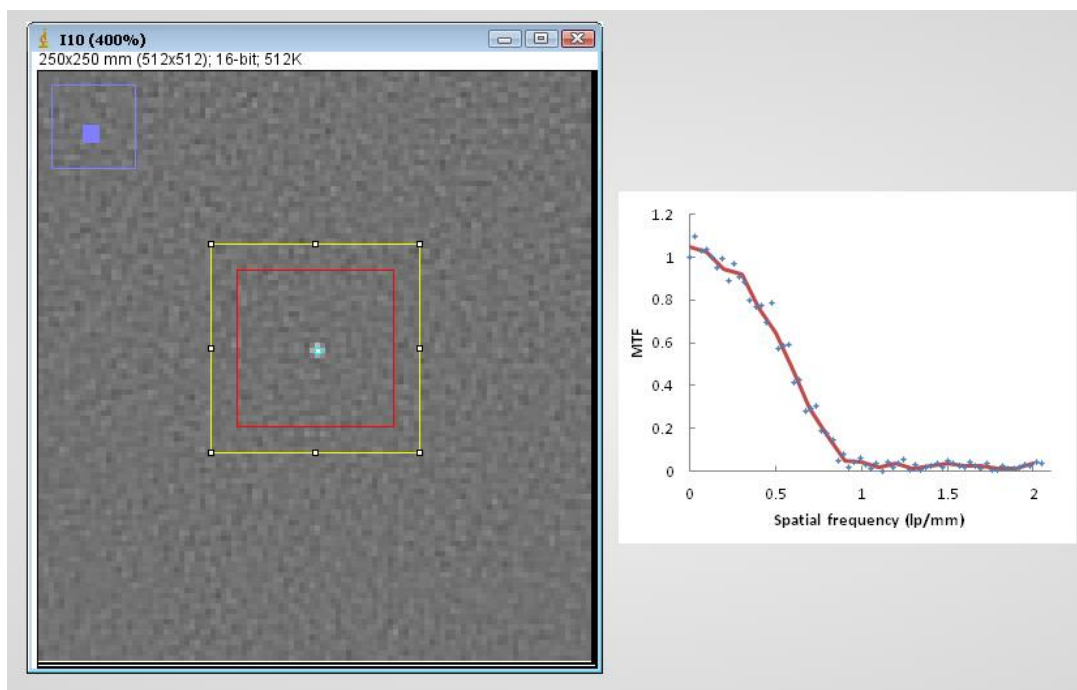 I10 (400%)
250x250 mm (512x512); 16-bit; 512K
1.2
1
0.8
0.6
0.4
0.2
0
MTF
0 0.5 1 1.5 2
Spatial frequency (lp/mm)